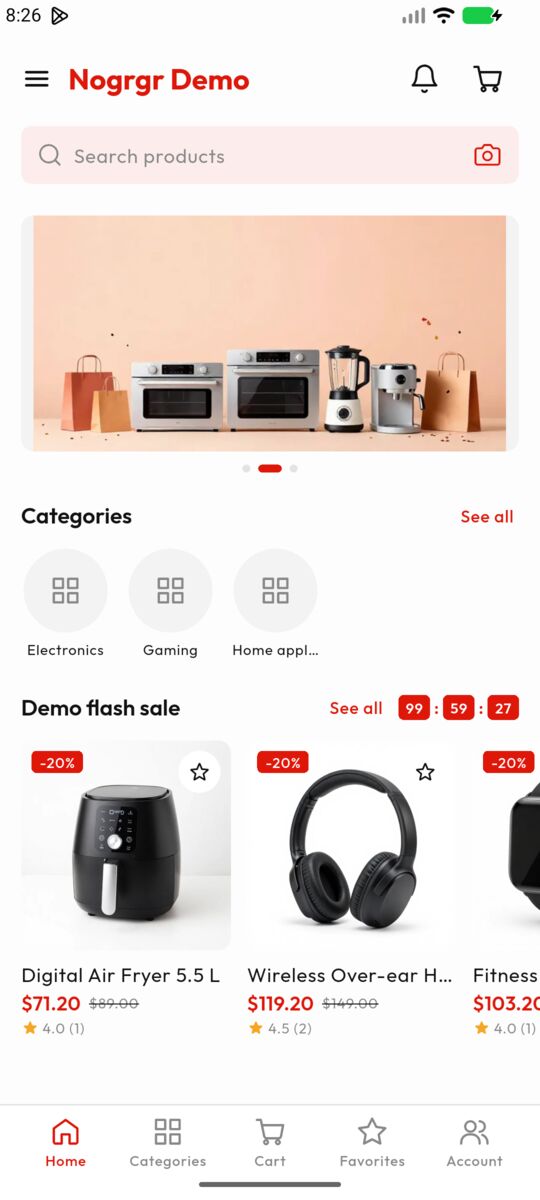 8:26
Nogrgr Demo
Search products
Categories
See all
Electronics
Gaming
Home appl...
Demo flash sale
See all
99 : 59 : 27
-20%
-20%
-20%
Digital Air Fryer 5.5 L
Wireless Over-ear H...
Fitness
$71.20 $89.00
$119.20 $149.00
$103.20
4.0 (1)
4.5 (2)
4.0 (1)
Home
Categories
Cart
Favorites
Account